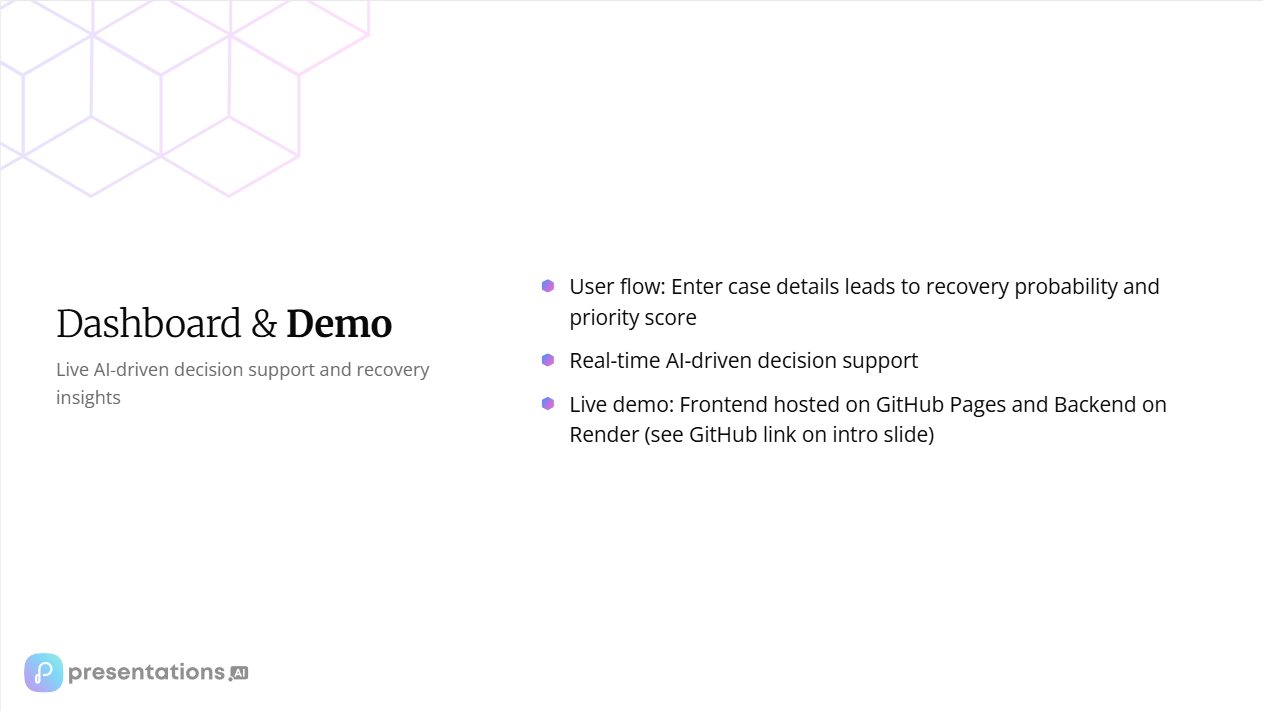 Dashboard & Demo
Live AI-driven decision support and recovery
insights
User flow: Enter case details leads to recovery probability and
priority score
Real-time AI-driven decision support
Live demo: Frontend hosted on GitHub Pages and Backend on
Render (see GitHub link on intro slide)
presentations.AI